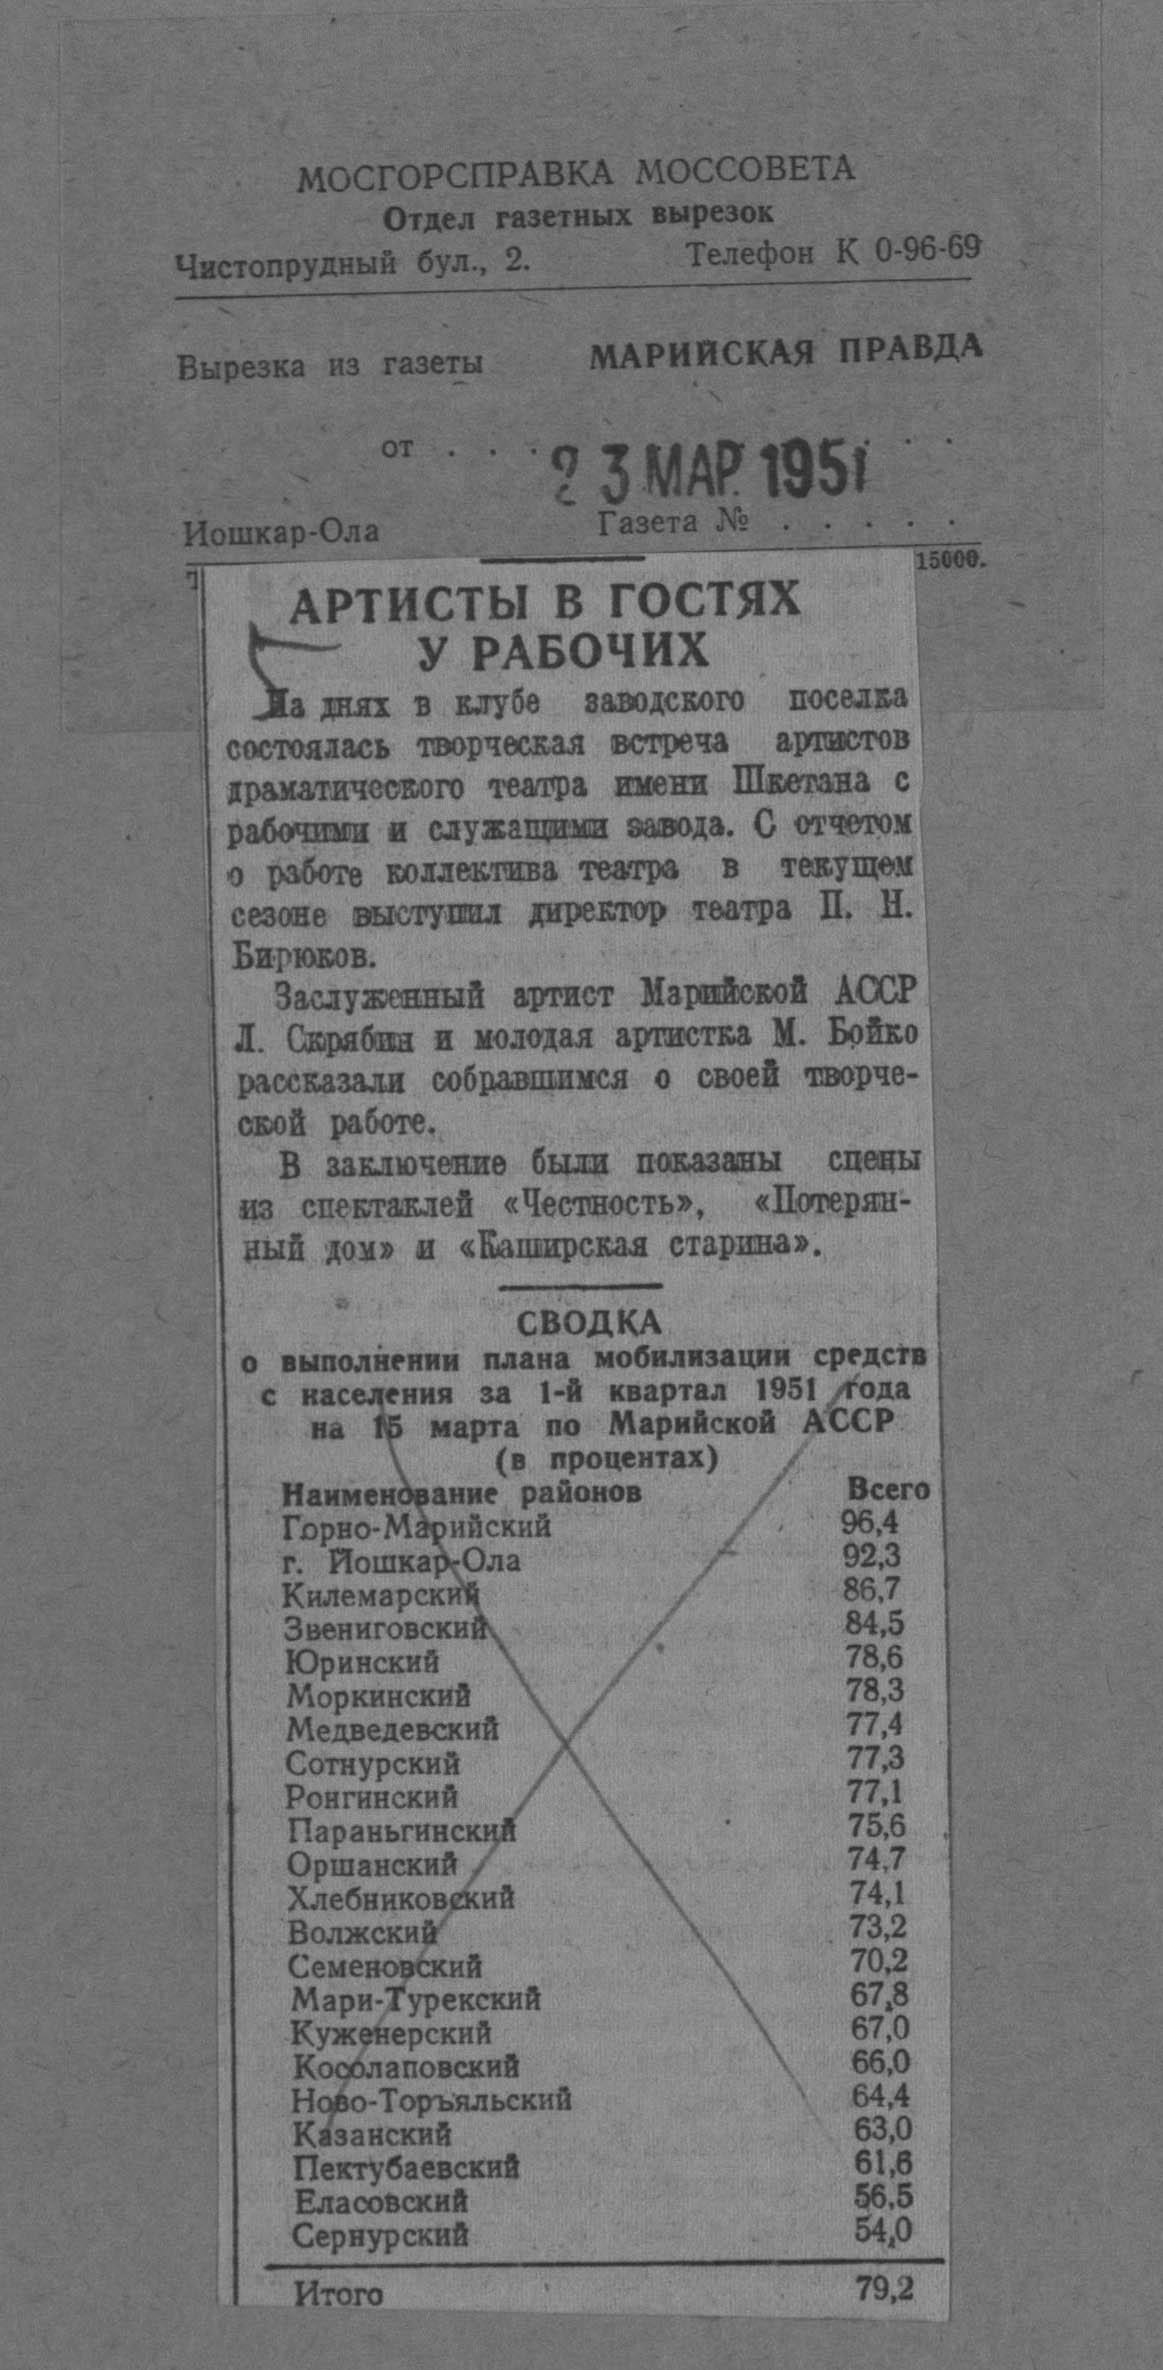 МОСГОРСПРАВКА МОССОВЕТА
Отдел газетных вырезок
Чистопрудный бул., 2. Телефон К 0-96-69
Вырезка из газеты МАРИЙСКАЯ ПРАВДА
от . . . 23 МАР. 1951 . . .
Иошкар-Ола Газета № . . . . .
15000.
АРТИСТЫ В ГОСТЯХ
У РАБОЧИХ
На днях в клубе заводского поселка
состоялась творческая встреча артистов
драматического театра имени Шкетана с
рабочими и служащими завода. С отчетом
о работе коллектива театра в текущем
сезоне выступил директор театра П. Н.
Бирюков.
Заслуженный артист Марийской АССР
Л. Скрябин и молодая артистка М. Бойко
рассказали собравшимся о своей творче-
ской работе.
В заключение были показаны сцены
из спектаклей «Честность», «Потерян-
ный дом» и «Каширская старина».
СВОДКА
о выполнении плана мобилизации средств
с населения за 1-й квартал 1951 года
на 15 марта по Марийской АССР
(в процентах)
Наименование районов Всего
Горно-Марийский 96,4
г. Йошкар-Ола 92,3
Килемарский 86,7
Звениговский 84,5
Юринский 78,6
Моркинский 78,3
Медведевский 77,4
Сотнурский 77,3
Ронгинский 77,1
Параньгинский 75,6
Оршанский 74,7
Хлебниковский 74,1
Волжский 73,2
Семеновский 70,2
Мари-Турекский 67,8
Куженерский 67,0
Косолаповский 66,0
Ново-Торъяльский 64,4
Казанский 63,0
Пектубаевский 61,6
Еласовский 56,5
Сернурский 54,0
Итого 79,2